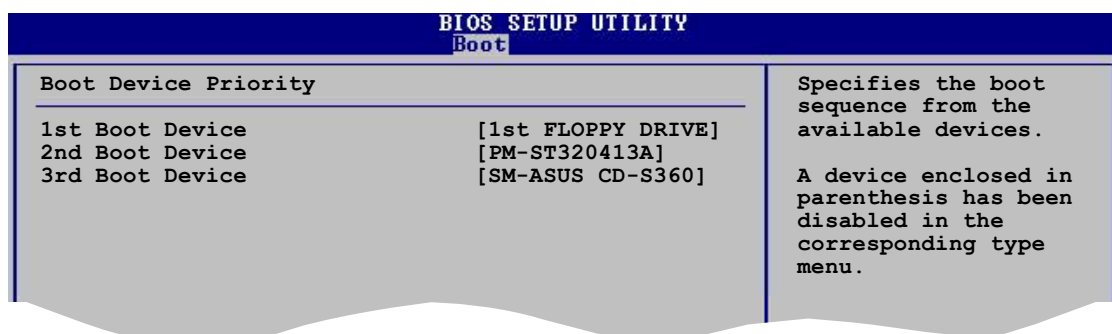 BIOS SETUP UTILITY
Boot
Boot Device Priority
1st Boot Device [1st FLOPPY DRIVE]
2nd Boot Device [PM-ST320413A]
3rd Boot Device [SM-ASUS CD-S360]
Specifies the boot
sequence from the
available devices.
A device enclosed in
parenthesis has been
disabled in the
corresponding type
menu.